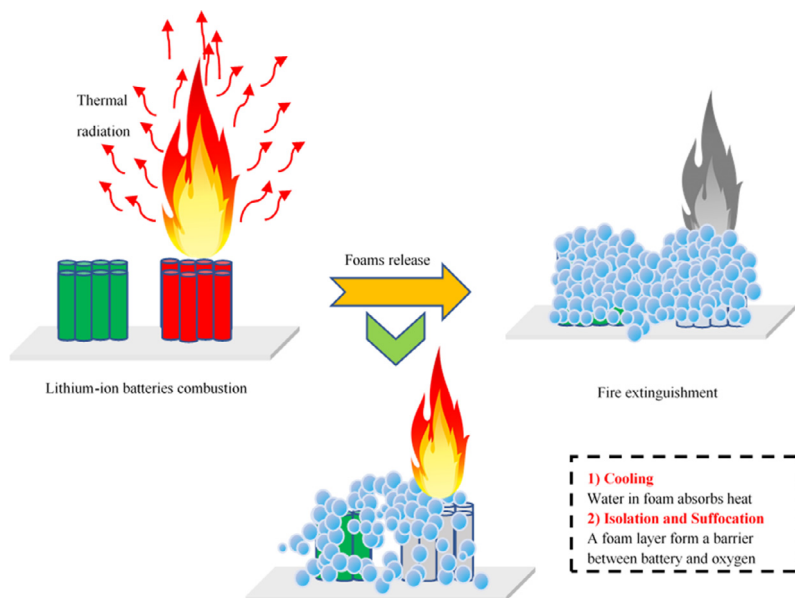 Thermal
radiation
Foams release
Lithium-ion batteries combustion
Fire extinguishment
1) Cooling
Water in foam absorbs heat
2) Isolation and Suffocation
A foam layer form a barrier
between battery and oxygen